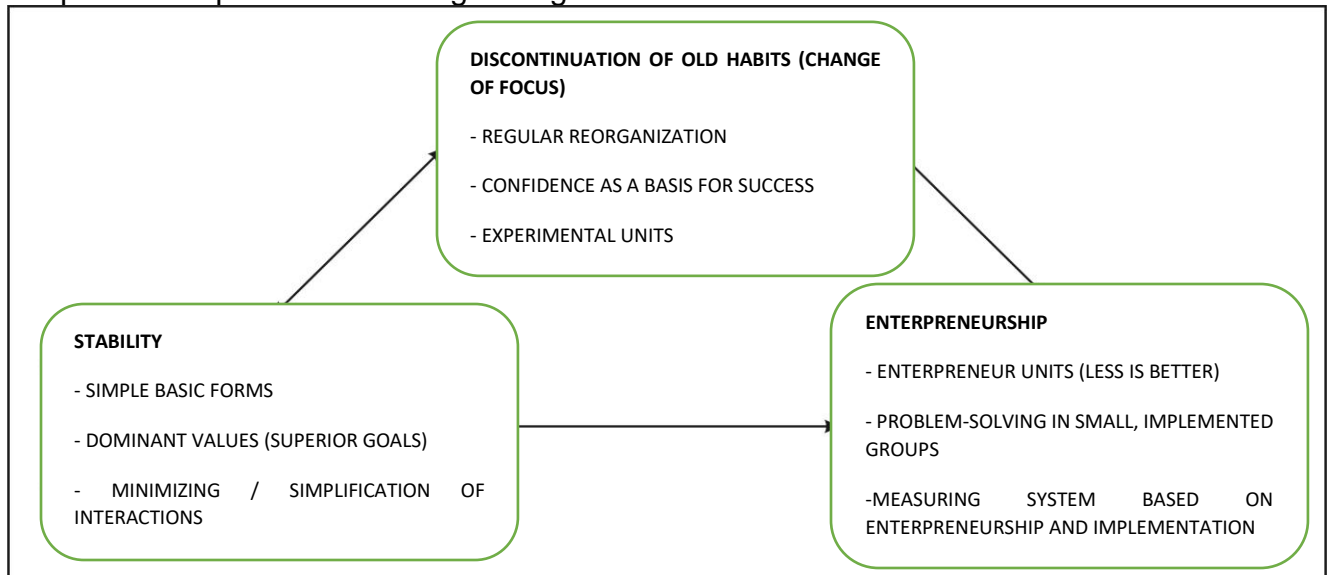 DISCONTINUATION OF OLD HABITS (CHANGE
OF FOCUS)
- REGULAR REORGANIZATION
- CONFIDENCE AS A BASIS FOR SUCCESS
- EXPERIMENTAL UNITS
STABILITY
- SIMPLE BASIC FORMS
- DOMINANT VALUES (SUPERIOR GOALS)
- MINIMIZING / SIMPLIFICATION OF
INTERACTIONS
ENTERPRENEURSHIP
- ENTERPRENEUR UNITS (LESS IS BETTER)
- PROBLEM-SOLVING IN SMALL, IMPLEMENTED
GROUPS
-MEASURING SYSTEM BASED ON
ENTERPRENEURSHIP AND IMPLEMENTATION